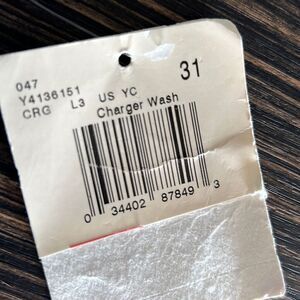 047
Y4136151
CRG L3 US YC
Charger Wash
31
0 34402 87849 3